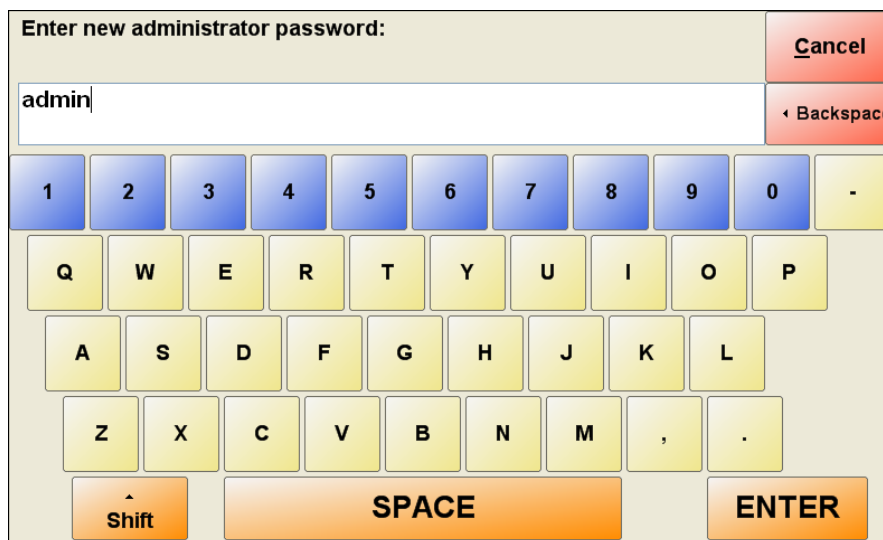 Enter new administrator password:
Cancel
admin
Backspace
1 2 3 4 5 6 7 8 9 0 -
Q W E R T Y U I O P
A S D F G H J K L
Z X C V B N M , .
Shift SPACE ENTER